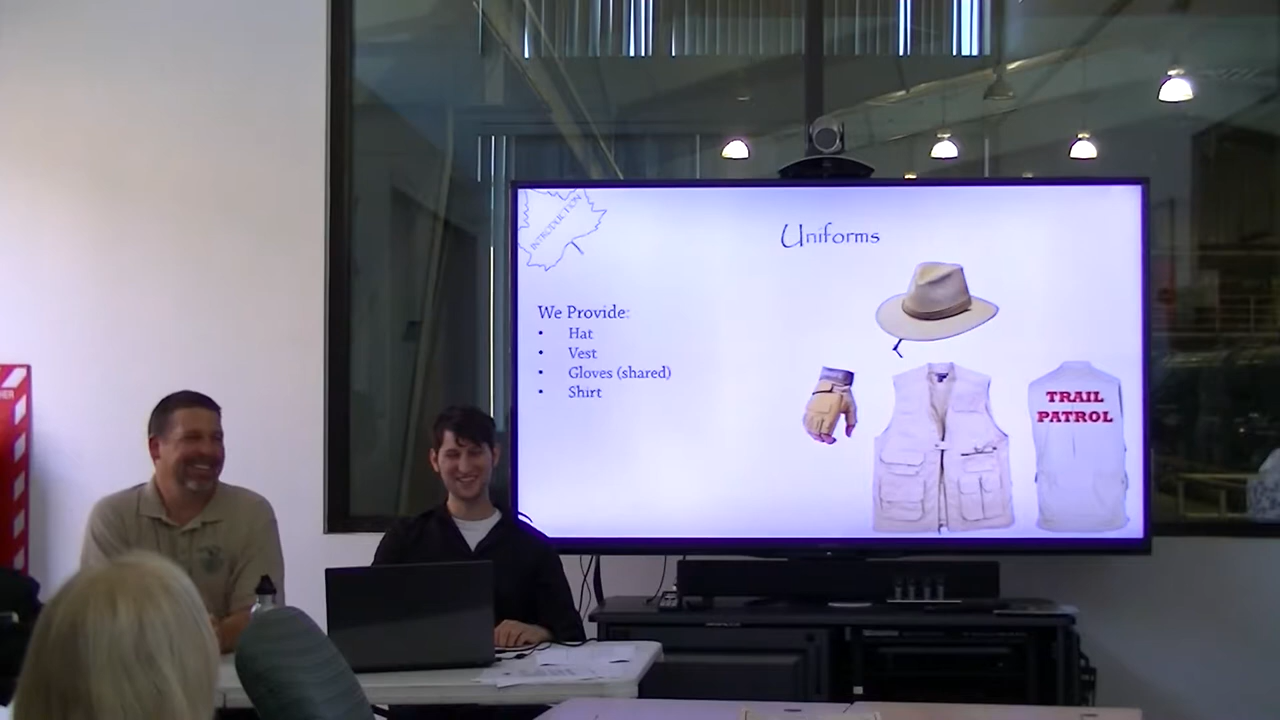 INTRODUCTION
Uniforms
We Provide:
• Hat
• Vest
• Gloves (shared)
• Shirt
TRAIL
PATROL